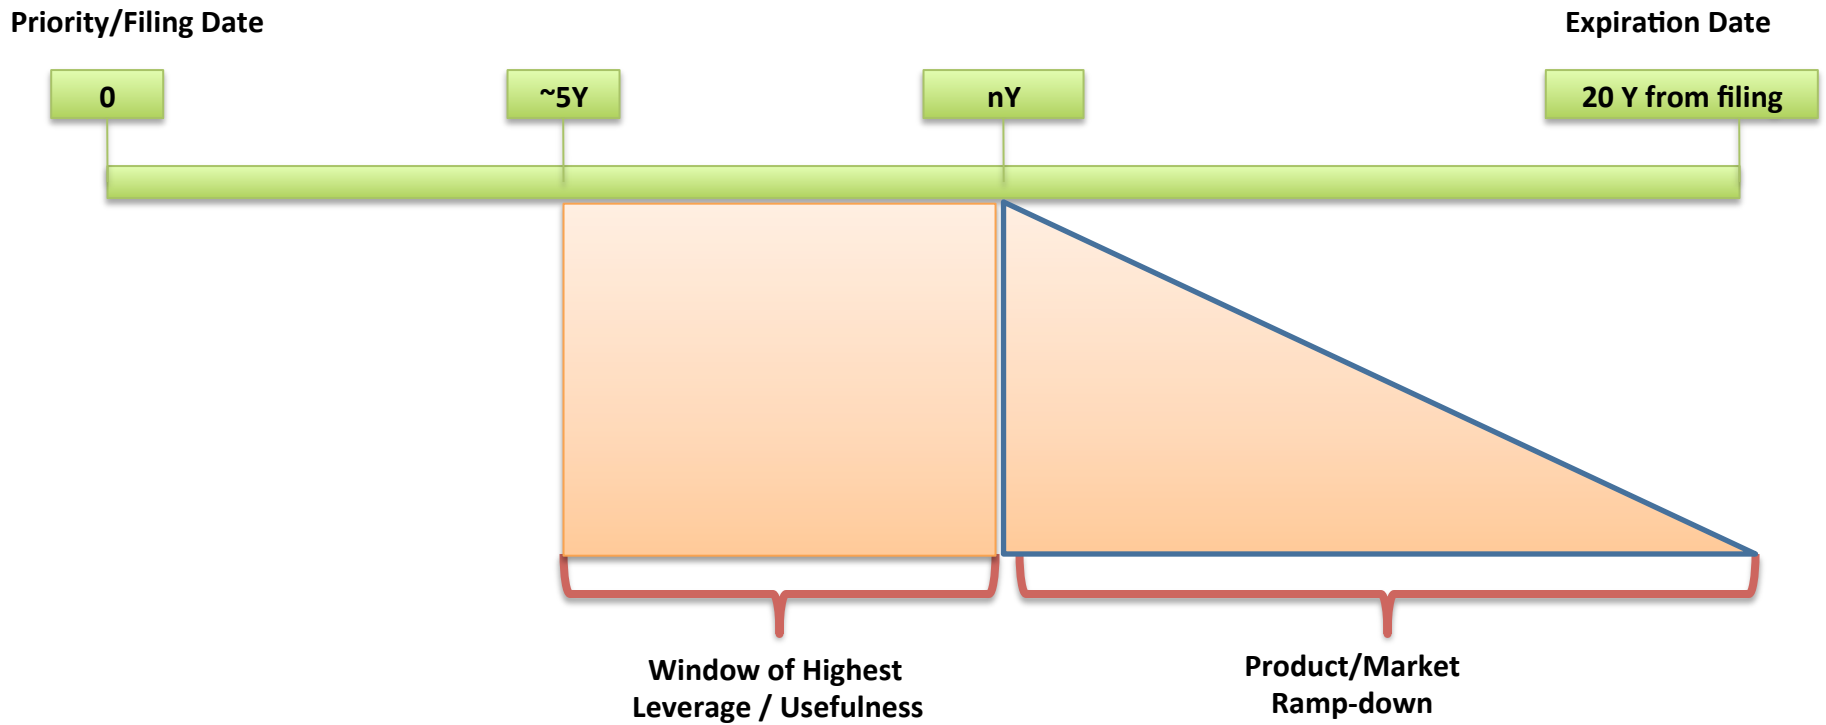 Priority/Filing Date
Expiration Date
0
~5Y
nY
20 Y from filing
Window of Highest
Leverage / Usefulness
Product/Market
Ramp-down